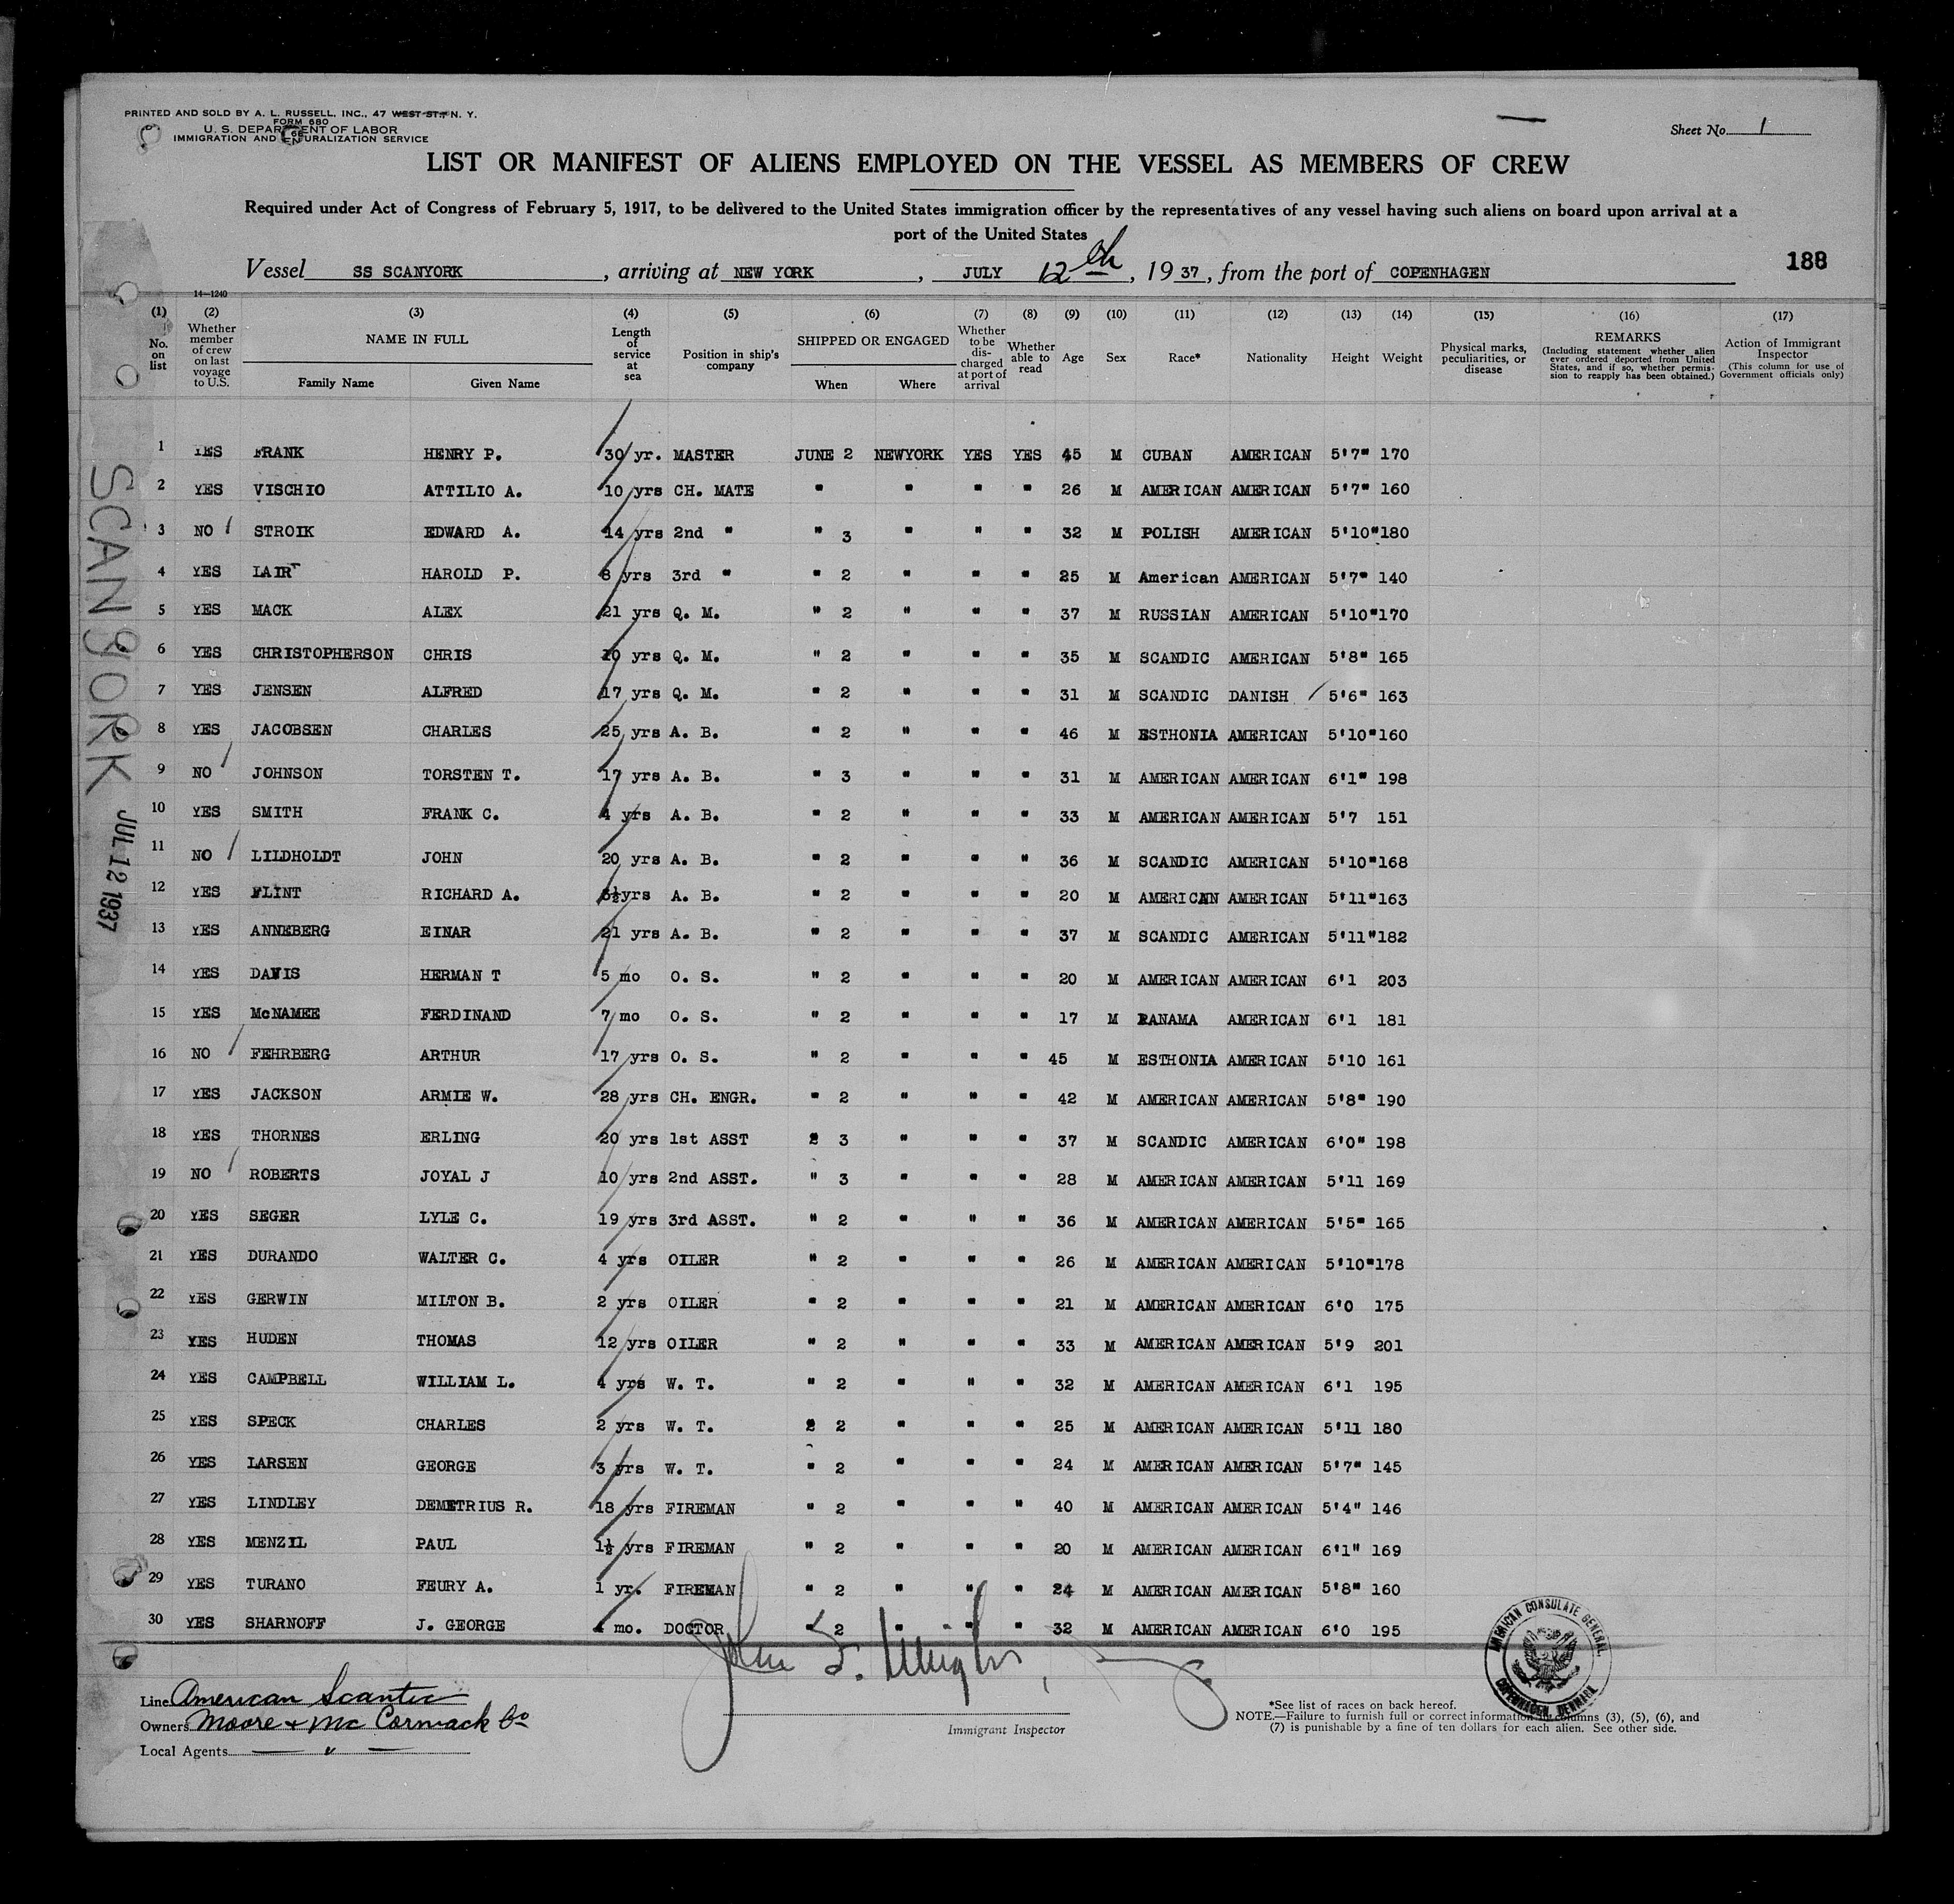 PRINTED AND SOLD BY A. L. RUSSELL, INC., 47 WEST ST., N. Y.
FORM 680
U. S. DEPARTMENT OF LABOR
IMMIGRATION AND NATURALIZATION SERVICE
Sheet No. 1
LIST OR MANIFEST OF ALIENS EMPLOYED ON THE VESSEL AS MEMBERS OF CREW
Required under Act of Congress of February 5, 1917, to be delivered to the United States immigration officer by the representatives of any vessel having such aliens on board upon arrival at a
port of the United States
Vessel SS SCANYORK, arriving at NEW YORK, JULY 12th, 1937, from the port of COPENHAGEN
188
14—1240
(1) No. on list (2) Whether member of crew on last voyage to U.S. (3) NAME IN FULL Family Name Given Name (4) Length of service at sea (5) Position in ship's company (6) SHIPPED OR ENGAGED When Where (7) Whether to be discharged at port of arrival (8) Whether able to read (9) Age (10) Sex (11) Race* (12) Nationality (13) Height (14) Weight (15) Physical marks, peculiarities, or disease (16) REMARKS (Including statement whether alien ever ordered deported from United States, and if so, whether permission to reapply has been obtained.) (17) Action of Immigrant Inspector (This column for use of Government officials only)
1 YES FRANK HENRY P. 30 yr. MASTER JUNE 2 NEWYORK YES YES 45 M CUBAN AMERICAN 5'7" 170
2 YES VISCHIO ATTILIO A. 10 yrs CH. MATE " " " " 26 M AMERICAN AMERICAN 5'7" 160
3 NO STROIK EDWARD A. 14 yrs 2nd " " 3 " " " 32 M POLISH AMERICAN 5'10" 180
4 YES LAIR HAROLD P. 8 yrs 3rd " " 2 " " " 25 M American AMERICAN 5'7" 140
5 YES MACK ALEX 21 yrs Q. M. " 2 " " " 37 M RUSSIAN AMERICAN 5'10" 170
6 YES CHRISTOPHERSON CHRIS 10 yrs Q. M. " 2 " " " 35 M SCANDIC AMERICAN 5'8" 165
7 YES JENSEN ALFRED 17 yrs Q. M. " 2 " " " 31 M SCANDIC DANISH 5'6" 163
8 YES JACOBSEN CHARLES 25 yrs A. B. " 2 " " " 46 M ESTHONIA AMERICAN 5'10" 160
9 NO JOHNSON TORSTEN T. 17 yrs A. B. " 3 " " " 31 M AMERICAN AMERICAN 6'1" 198
10 YES SMITH FRANK C. 4 yrs A. B. " 2 " " " 33 M AMERICAN AMERICAN 5'7 151
11 NO LILDHOLDT JOHN 20 yrs A. B. " 2 " " " 36 M SCANDIC AMERICAN 5'10" 168
12 YES FLINT RICHARD A. ½yrs A. B. " 2 " " " 20 M AMERICAN AMERICAN 5'11" 163
13 YES ANNEBERG EINAR 21 yrs A. B. " 2 " " " 37 M SCANDIC AMERICAN 5'11" 182
14 YES DAVIS HERMAN T 5 mo O. S. " 2 " " " 20 M AMERICAN AMERICAN 6'1 203
15 YES McNAMEE FERDINAND 7 mo O. S. " 2 " " " 17 M PANAMA AMERICAN 6'1 181
16 NO FEHRBERG ARTHUR 17 yrs O. S. " 2 " " " 45 M ESTHONIA AMERICAN 5'10 161
17 YES JACKSON ARMIE W. 28 yrs CH. ENGR. " 2 " " " 42 M AMERICAN AMERICAN 5'8" 190
18 YES THORNES ERLING 20 yrs 1st ASST " 3 " " " 37 M SCANDIC AMERICAN 6'0" 198
19 NO ROBERTS JOYAL J 10 yrs 2nd ASST. " 3 " " " 28 M AMERICAN AMERICAN 5'11 169
20 YES SEGER LYLE C. 19 yrs 3rd ASST. " 2 " " " 36 M AMERICAN AMERICAN 5'5" 165
21 YES DURANDO WALTER C. 4 yrs OILER " 2 " " " 26 M AMERICAN AMERICAN 5'10" 178
22 YES GERWIN MILTON B. 2 yrs OILER " 2 " " " 21 M AMERICAN AMERICAN 6'0 175
23 YES HUDEN THOMAS 12 yrs OILER " 2 " " " 33 M AMERICAN AMERICAN 5'9 201
24 YES CAMPBELL WILLIAM L. 4 yrs W. T. " 2 " " " 32 M AMERICAN AMERICAN 6'1 195
25 YES SPECK CHARLES 2 yrs W. T. " 2 " " " 25 M AMERICAN AMERICAN 5'11 180
26 YES LARSEN GEORGE 3 yrs W. T. " 2 " " " 24 M AMERICAN AMERICAN 5'7" 145
27 YES LINDLEY DEMETRIUS R. 18 yrs FIREMAN " 2 " " " 40 M AMERICAN AMERICAN 5'4" 146
28 YES MENZIL PAUL 1½ yrs FIREMAN " 2 " " " 20 M AMERICAN AMERICAN 6'1" 169
29 YES TURANO FEURY A. 1 yr. FIREMAN " 2 " " " 24 M AMERICAN AMERICAN 5'8" 160
30 YES SHARNOFF J. GEORGE 4 mo. DOCTOR " 2 " " " 32 M AMERICAN AMERICAN 6'0 195
SCANYORK
JUL 12 1937
AMERICAN CONSULATE GENERAL, COPENHAGEN, DENMARK
John S.
Immigrant Inspector
Line American Scantic
Owners Moore & Mc Cormack Co
Local Agents — " —
*See list of races on back hereof.
NOTE.—Failure to furnish full or correct information in columns (3), (5), (6), and
(7) is punishable by a fine of ten dollars for each alien. See other side.